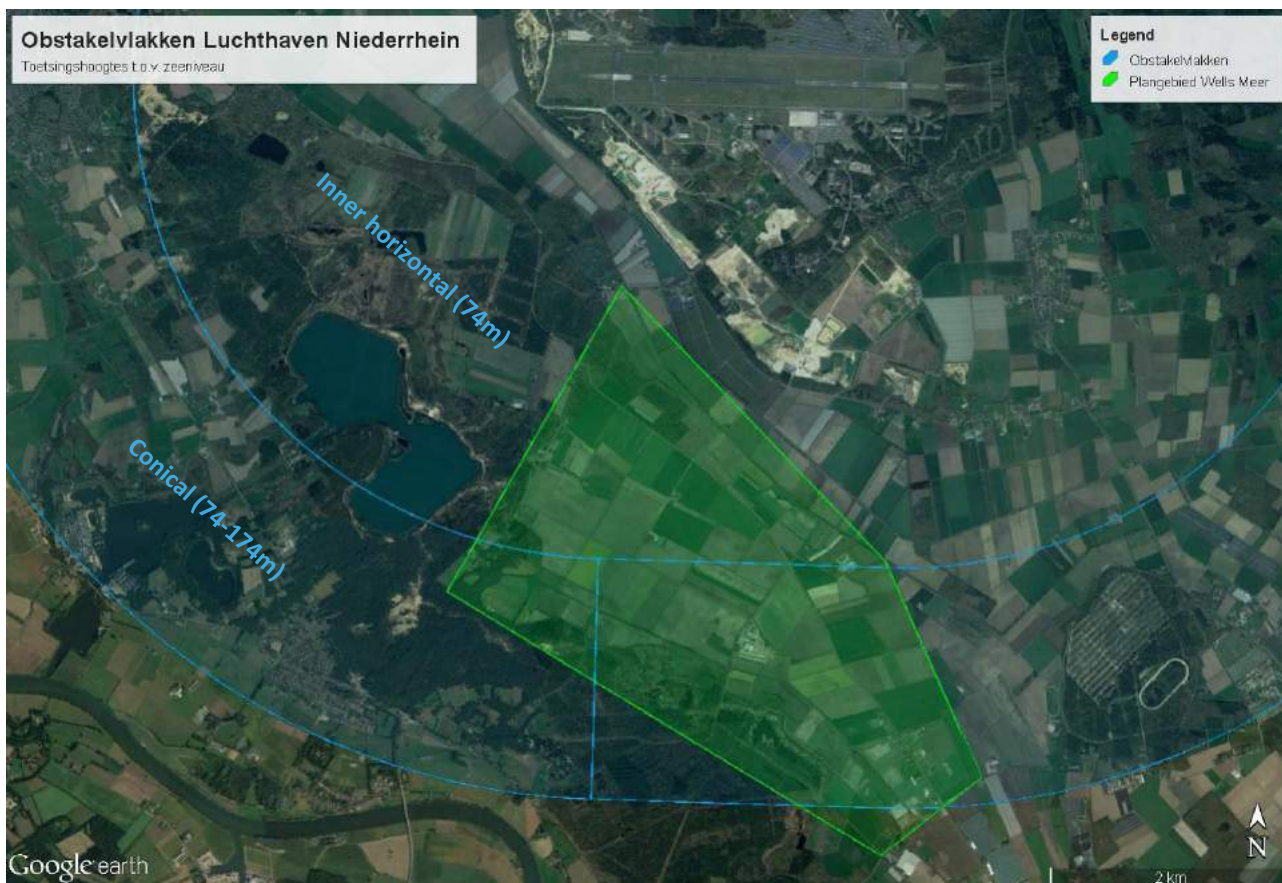 Obstakelvlakken Luchthaven Niederrhein
Toetsingshoogtes t.o.v. zeeniveau
Legend
Obstakelvlakken
Plangebied Wells Meer
Inner horizontal (74m)
Conical (74-174m)
N
Google earth
2 km